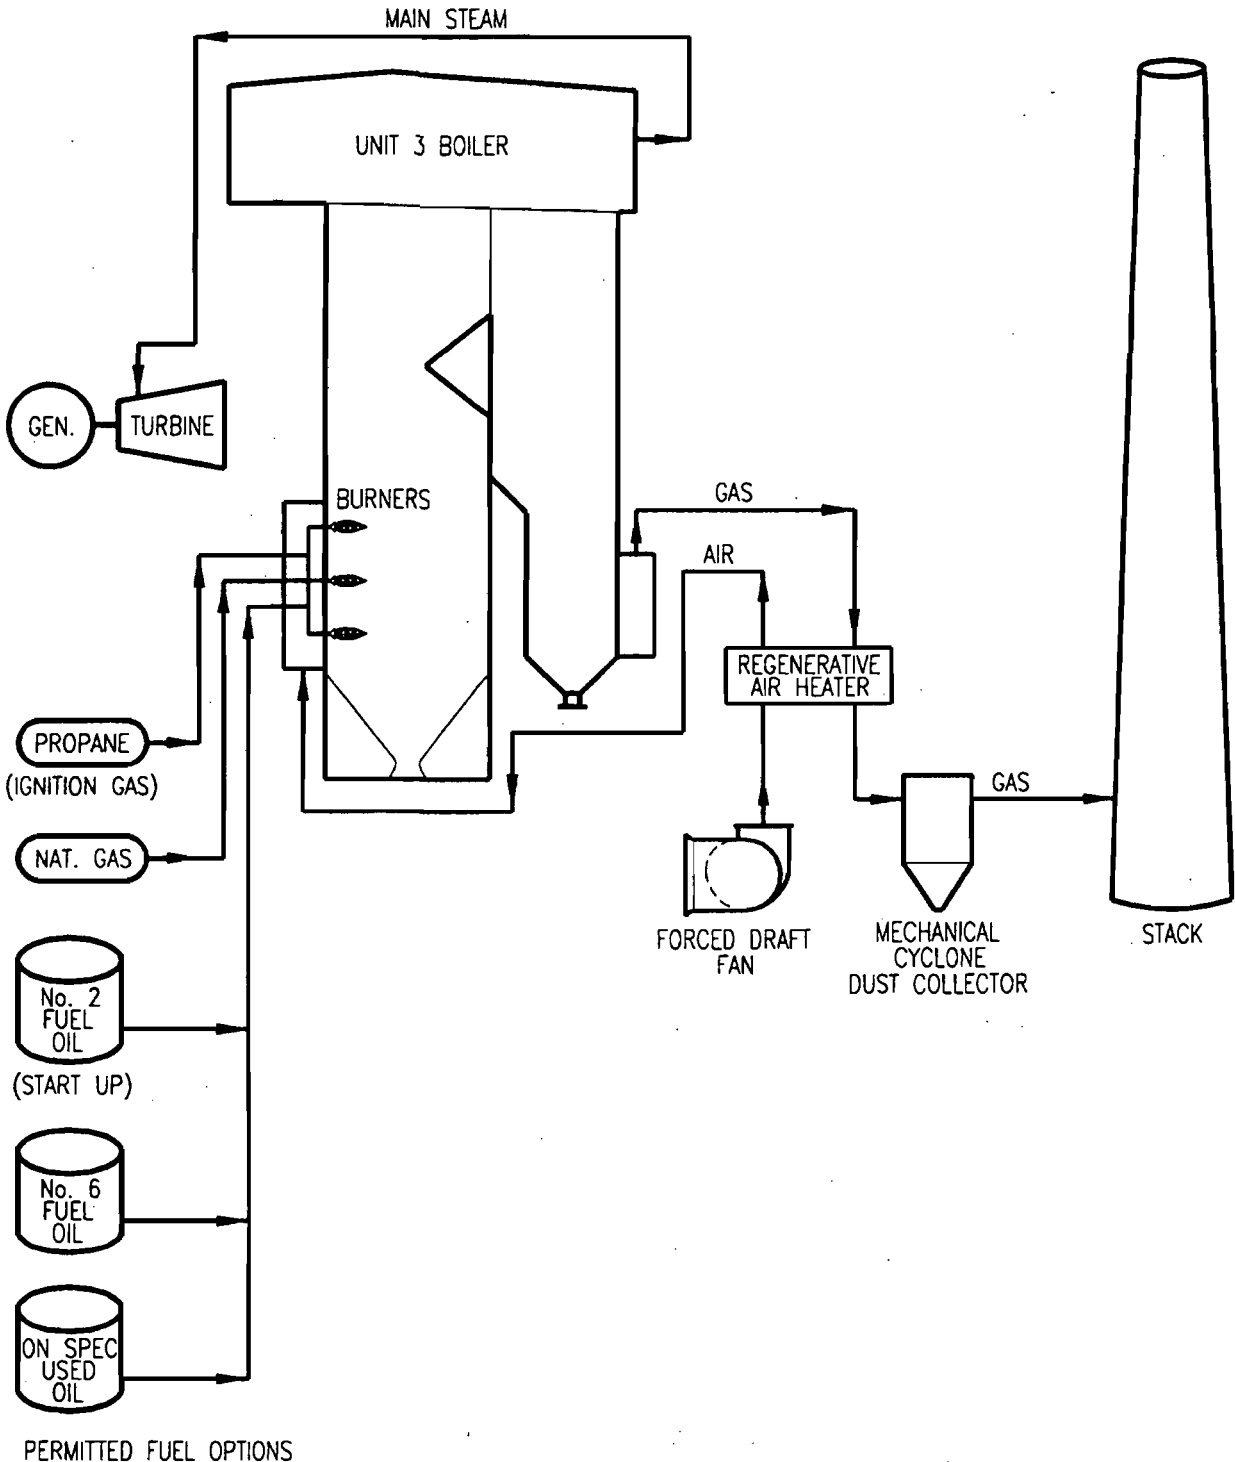 MAIN STEAM
UNIT 3 BOILER
GEN.
TURBINE
BURNERS
GAS
AIR
REGENERATIVE
AIR HEATER
PROPANE
(IGNITION GAS)
GAS
NAT. GAS
FORCED DRAFT
FAN
MECHANICAL
CYCLONE
DUST COLLECTOR
STACK
No. 2
FUEL
OIL
(START UP)
No. 6
FUEL
OIL
ON SPEC
USED
OIL
PERMITTED FUEL OPTIONS